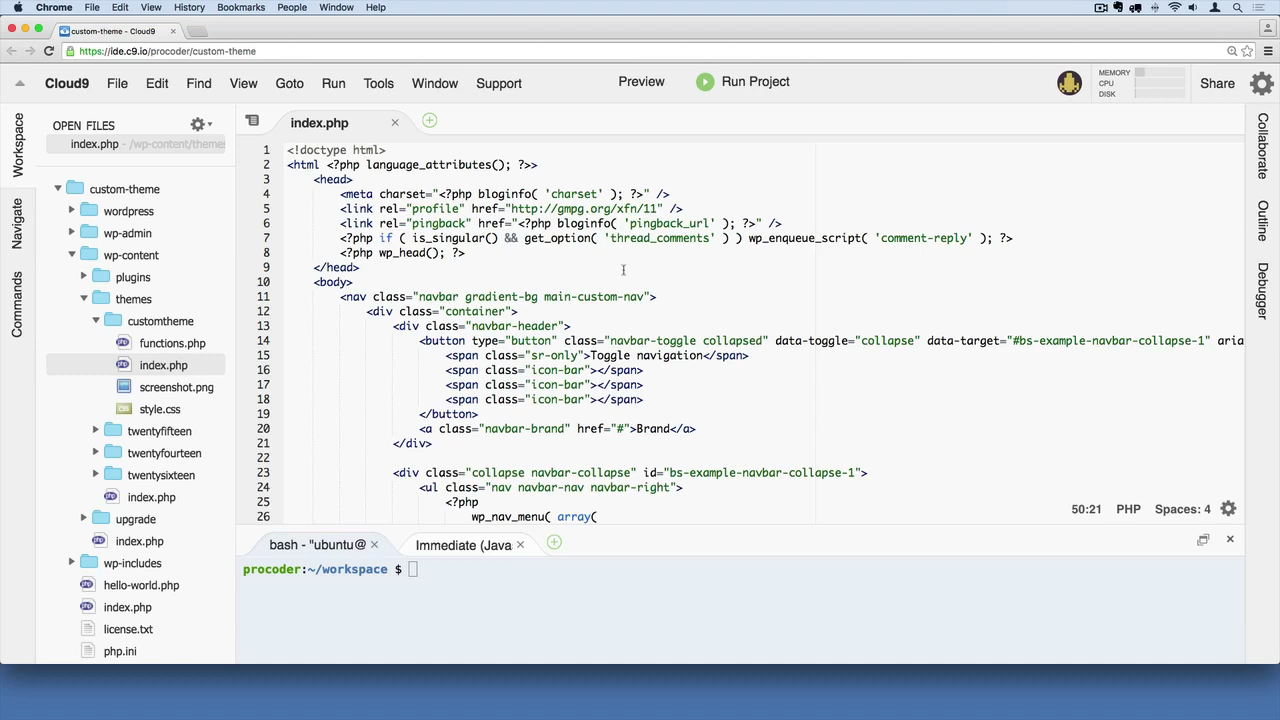 Chrome File Edit View History Bookmarks People Window Help
custom-theme - Cloud9
https://ide.c9.io/procoder/custom-theme
Cloud9 File Edit Find View Goto Run Tools Window Support Preview Run Project MEMORY CPU DISK Share
Workspace
Navigate
Commands
OPEN FILES
index.php - /wp-content/themes
custom-theme
wordpress
wp-admin
wp-content
plugins
themes
customtheme
functions.php
index.php
screenshot.png
style.css
twentyfifteen
twentyfourteen
twentysixteen
index.php
upgrade
index.php
wp-includes
hello-world.php
index.php
license.txt
php.ini
index.php
1 <!doctype html>
2 <html <?php language_attributes(); ?>>
3 <head>
4 <meta charset="<?php bloginfo( 'charset' ); ?>" />
5 <link rel="profile" href="http://gmpg.org/xfn/11" />
6 <link rel="pingback" href="<?php bloginfo( 'pingback_url' ); ?>" />
7 <?php if ( is_singular() && get_option( 'thread_comments' ) ) wp_enqueue_script( 'comment-reply' ); ?>
8 <?php wp_head(); ?>
9 </head>
10 <body>
11 <nav class="navbar gradient-bg main-custom-nav">
12 <div class="container">
13 <div class="navbar-header">
14 <button type="button" class="navbar-toggle collapsed" data-toggle="collapse" data-target="#bs-example-navbar-collapse-1" aria
15 <span class="sr-only">Toggle navigation</span>
16 <span class="icon-bar"></span>
17 <span class="icon-bar"></span>
18 <span class="icon-bar"></span>
19 </button>
20 <a class="navbar-brand" href="#">Brand</a>
21 </div>
22
23 <div class="collapse navbar-collapse" id="bs-example-navbar-collapse-1">
24 <ul class="nav navbar-nav navbar-right">
25 <?php
26 wp_nav_menu( array(
50:21 PHP Spaces: 4
bash - "ubuntu@ Immediate (Java
procoder:~/workspace $
Collaborate
Outline
Debugger